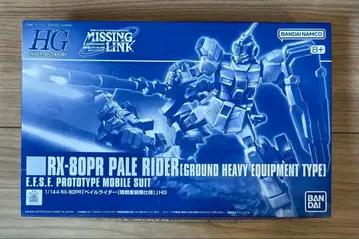 HG
MISSING LINK
BANDAI NAMCO
8+
RX-80PR PALE RIDER[GROUND HEAVY EQUIPMENT TYPE]
E.F.S.F. PROTOTYPE MOBILE SUIT
1/144 RX-80PR「ペイルライダー(陸戦重装備仕様)」HG
BANDAI